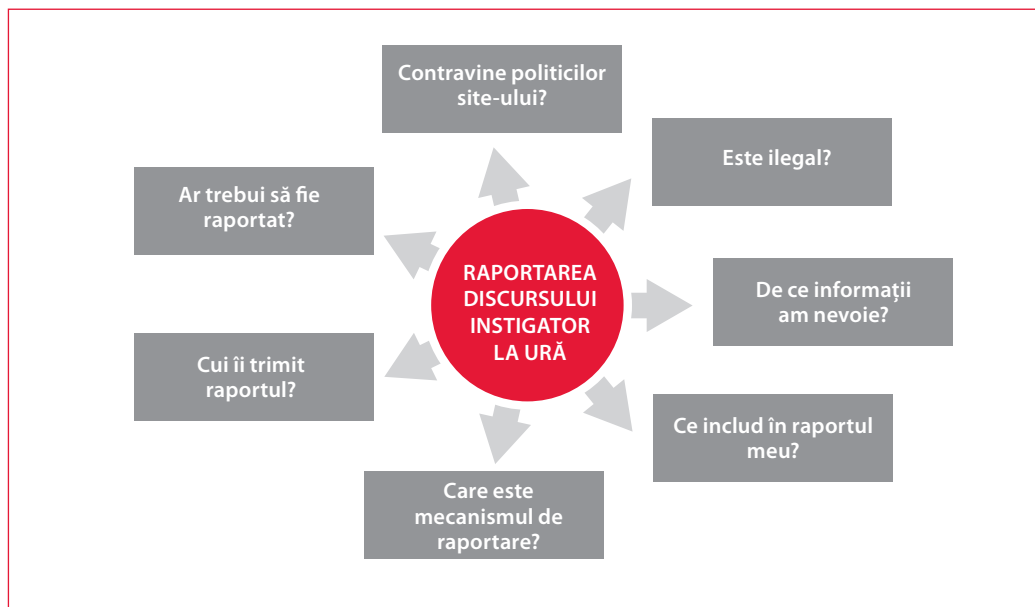 Contravine politicilor
site-ului?
Este ilegal?
Ar trebui să fie
raportat?
RAPORTAREA
DISCURSULUI
INSTIGATOR
LA URĂ
De ce informații
am nevoie?
Cui îi trimit
raportul?
Ce includ în raportul
meu?
Care este
mecanismul de
raportare?